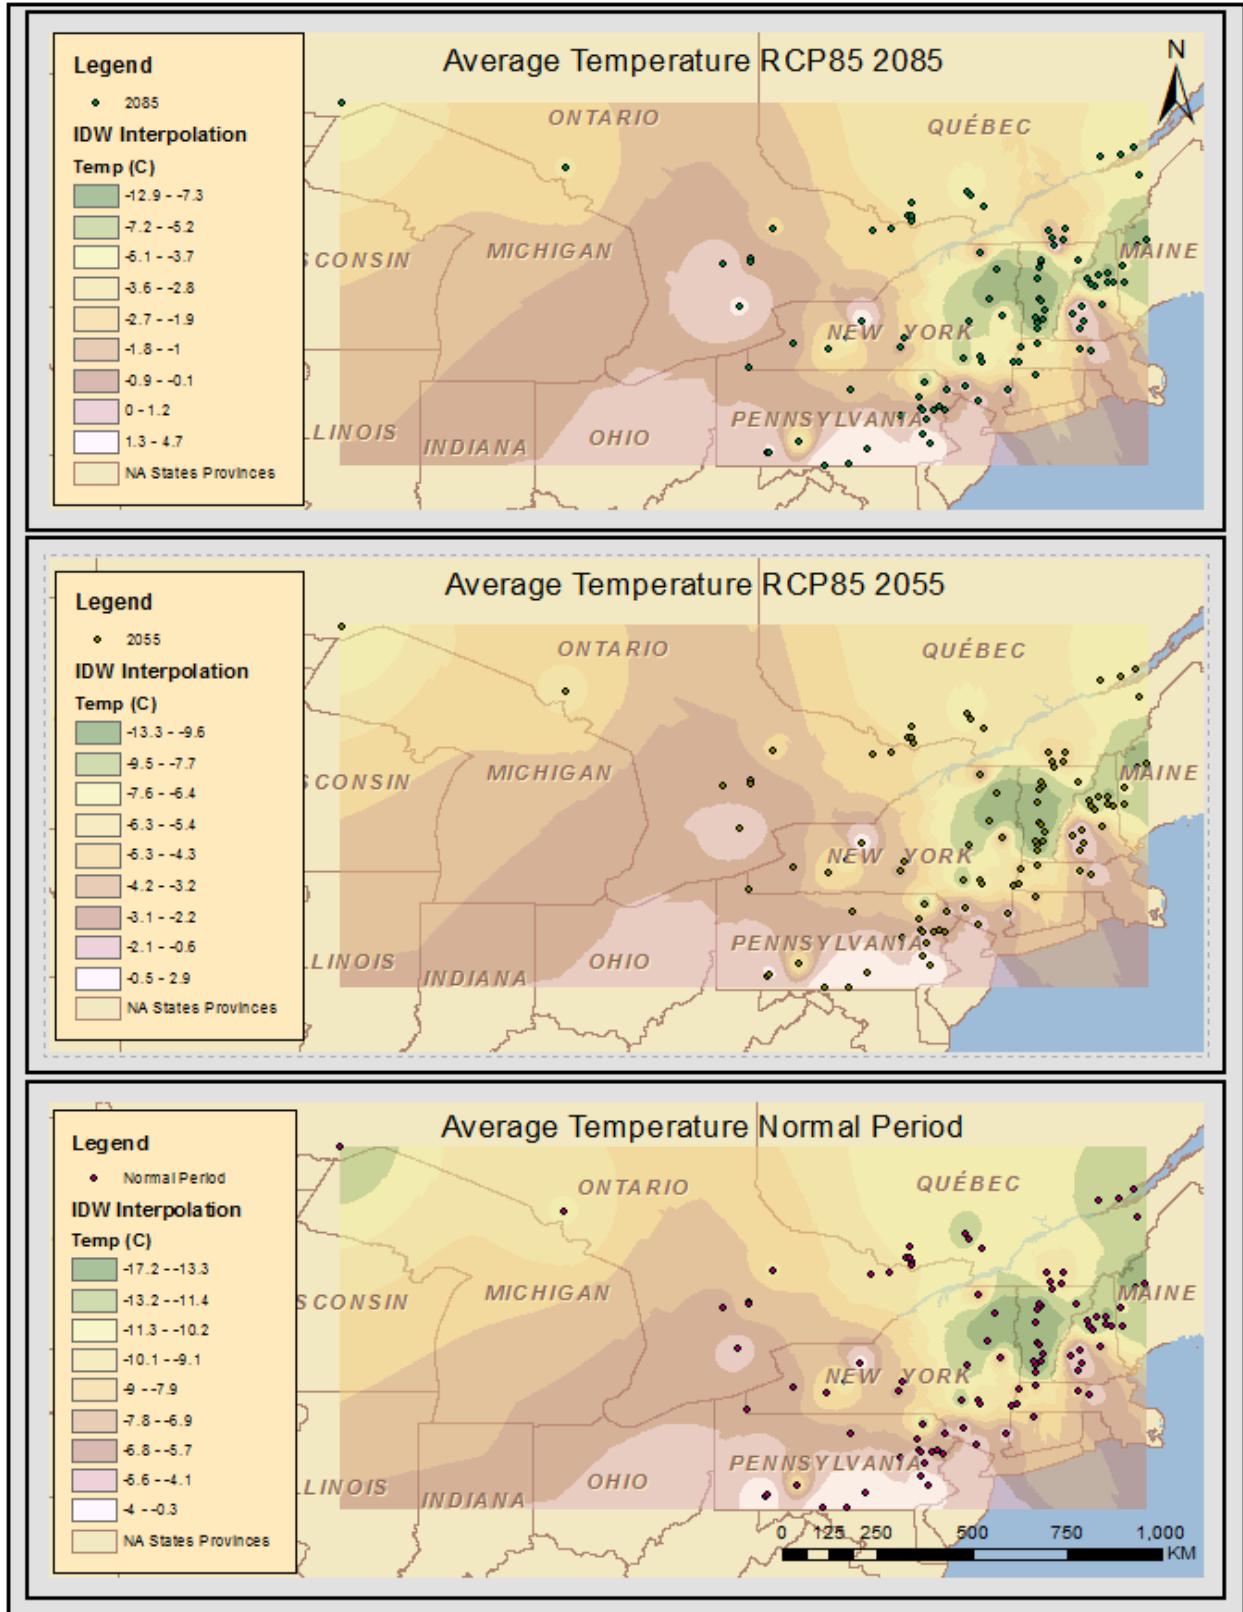 Average Temperature RCP85 2085
N
Legend
2085
IDW Interpolation
Temp (C)
-12.9 - -7.3
-7.2 - -5.2
-5.1 - -3.7
-3.6 - -2.8
-2.7 - -1.9
-1.8 - -1
-0.9 - -0.1
0 - 1.2
1.3 - 4.7
NA States Provinces
ONTARIO
QUÉBEC
SCONSIN
MICHIGAN
MAINE
NEW YORK
LLINOIS
INDIANA
OHIO
PENNSYLVANIA
Average Temperature RCP85 2055
Legend
2055
IDW Interpolation
Temp (C)
-13.3 - -9.6
-9.5 - -7.7
-7.6 - -6.4
-6.3 - -5.4
-5.3 - -4.3
-4.2 - -3.2
-3.1 - -2.2
-2.1 - -0.6
-0.5 - 2.9
NA States Provinces
ONTARIO
QUÉBEC
SCONSIN
MICHIGAN
MAINE
NEW YORK
LLINOIS
INDIANA
OHIO
PENNSYLVANIA
Average Temperature Normal Period
Legend
Normal Period
IDW Interpolation
Temp (C)
-17.2 - -13.3
-13.2 - -11.4
-11.3 - -10.2
-10.1 - -9.1
-9 - -7.9
-7.8 - -6.9
-6.8 - -5.7
-5.6 - -4.1
-4 - -0.3
NA States Provinces
ONTARIO
QUÉBEC
SCONSIN
MICHIGAN
MAINE
NEW YORK
LLINOIS
INDIANA
OHIO
PENNSYLVANIA
0 125 250 500 750 1,000
KM